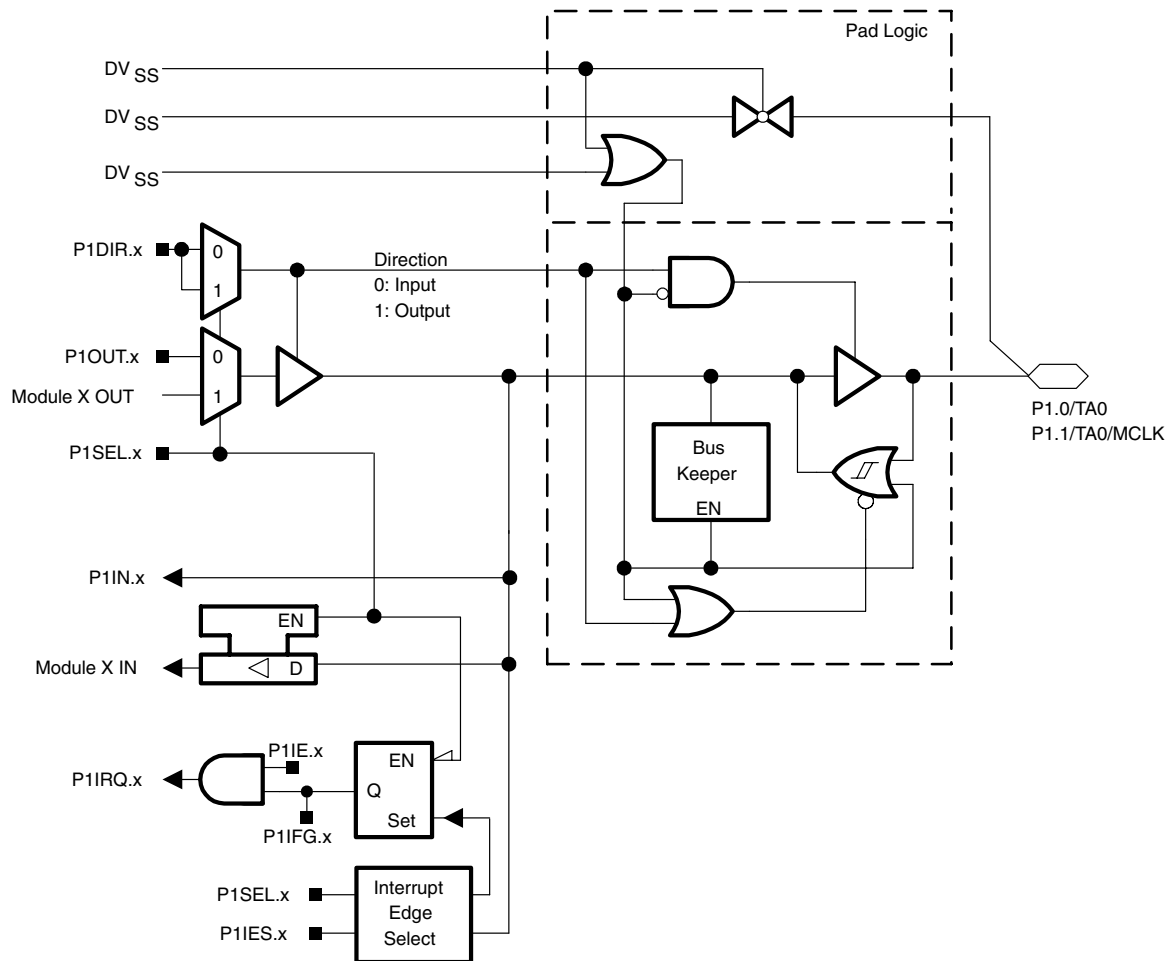 Pad Logic
DVSS
DVSS
DVSS
P1DIR.x
0
1
Direction
0: Input
1: Output
P1OUT.x
0
Module X OUT
1
P1SEL.x
P1.0/TA0
P1.1/TA0/MCLK
Bus
Keeper
EN
P1IN.x
EN
Module X IN
D
P1IE.x
EN
P1IRQ.x
Q
Set
P1IFG.x
P1SEL.x
P1IES.x
Interrupt
Edge
Select